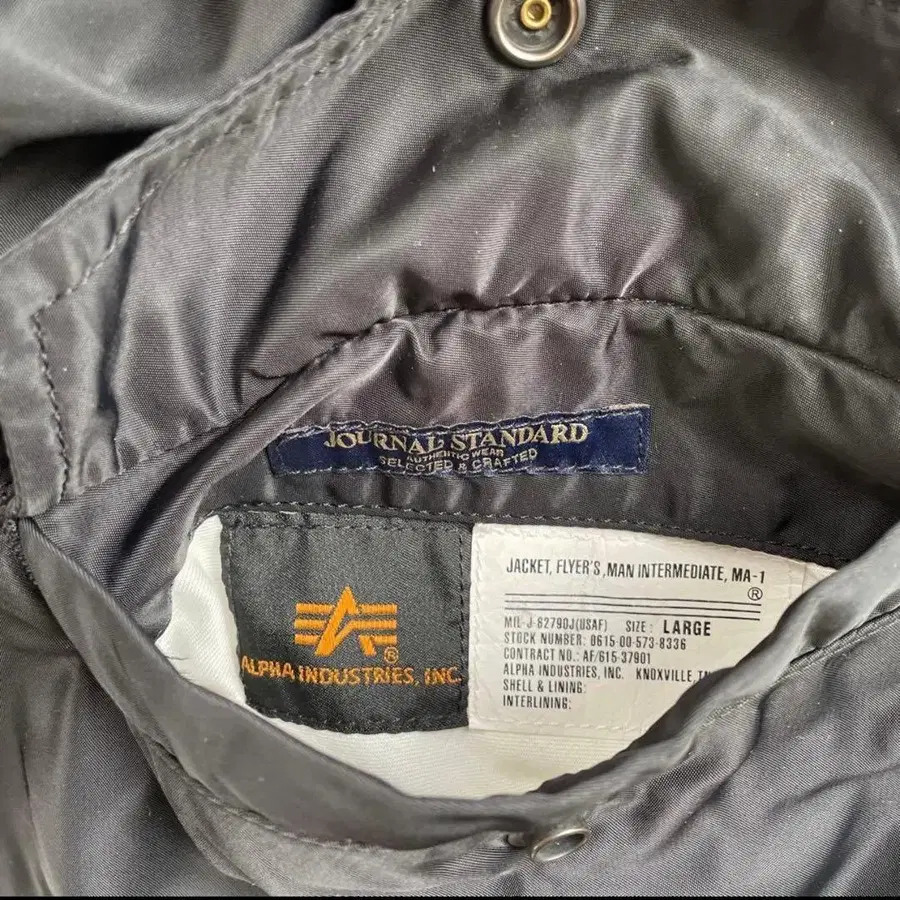 JOURNAL STANDARD
AUTHENTIC WEAR
SELECTED & CRAFTED
ALPHA INDUSTRIES, INC.
®
JACKET, FLYER'S, MAN INTERMEDIATE, MA-1
®
MIL-J-82790J(USAF) SIZE: LARGE
STOCK NUMBER: 0615-00-573-8336
CONTRACT NO.: AF/615-37901
ALPHA INDUSTRIES, INC. KNOXVILLE, TN
SHELL & LINING:
INTERLINING: